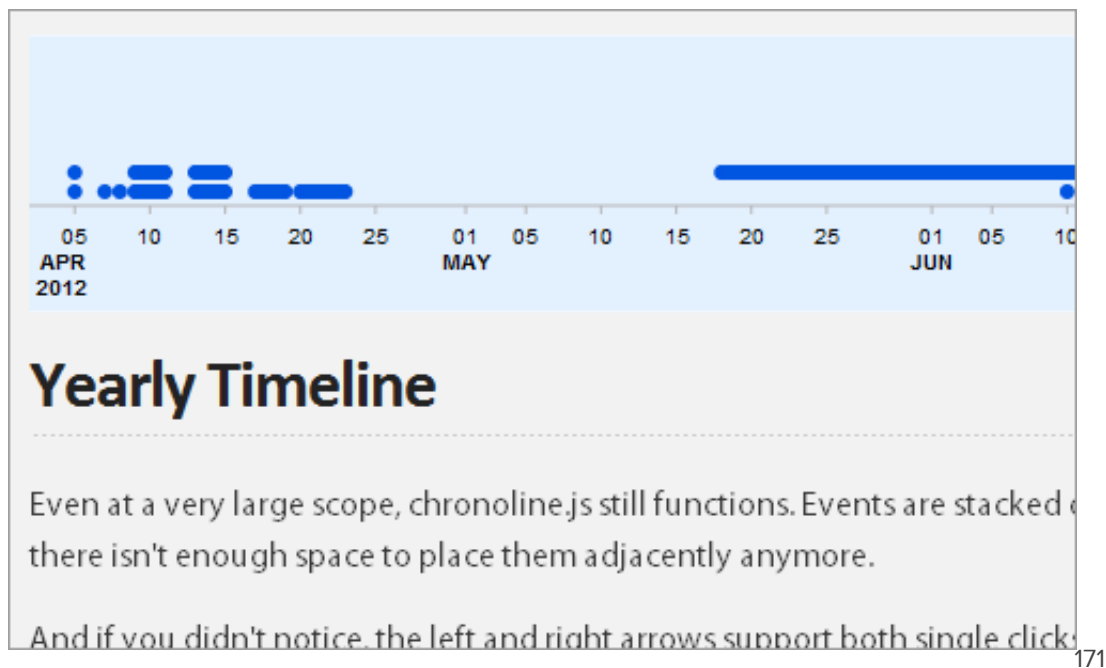 05 10 15 20 25 01 05 10 15 20 25 01 05 10
APR MAY JUN
2012
Yearly Timeline
Even at a very large scope, chronoline.js still functions. Events are stacked
there isn't enough space to place them adjacently anymore.
And if you didn't notice, the left and right arrows support both single click
171